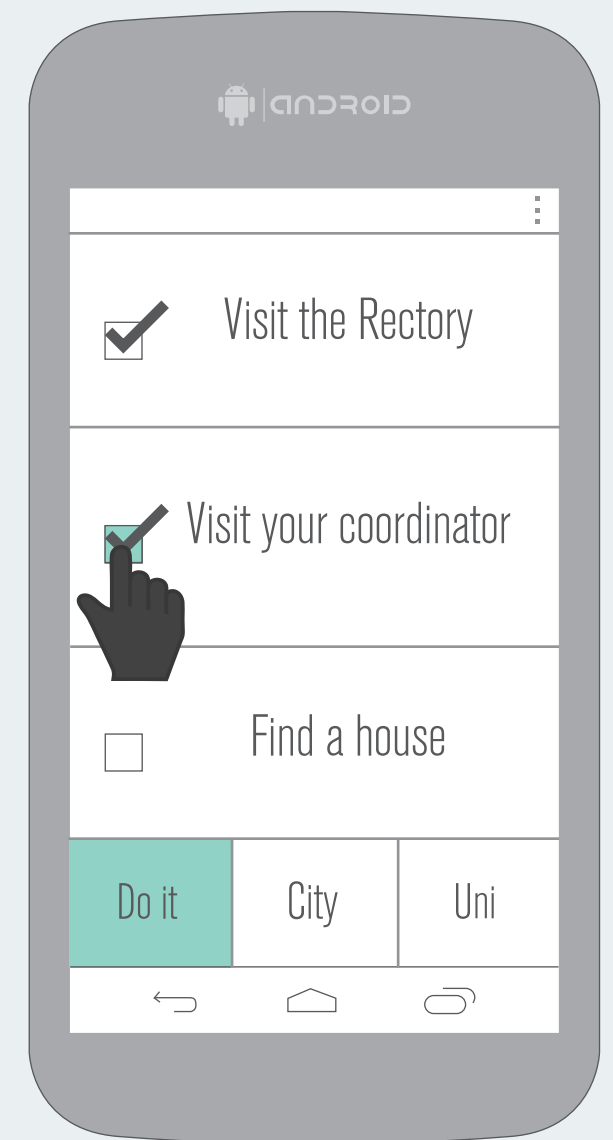 android
Visit the Rectory
Visit your coordinator
Find a house
Do it City Uni